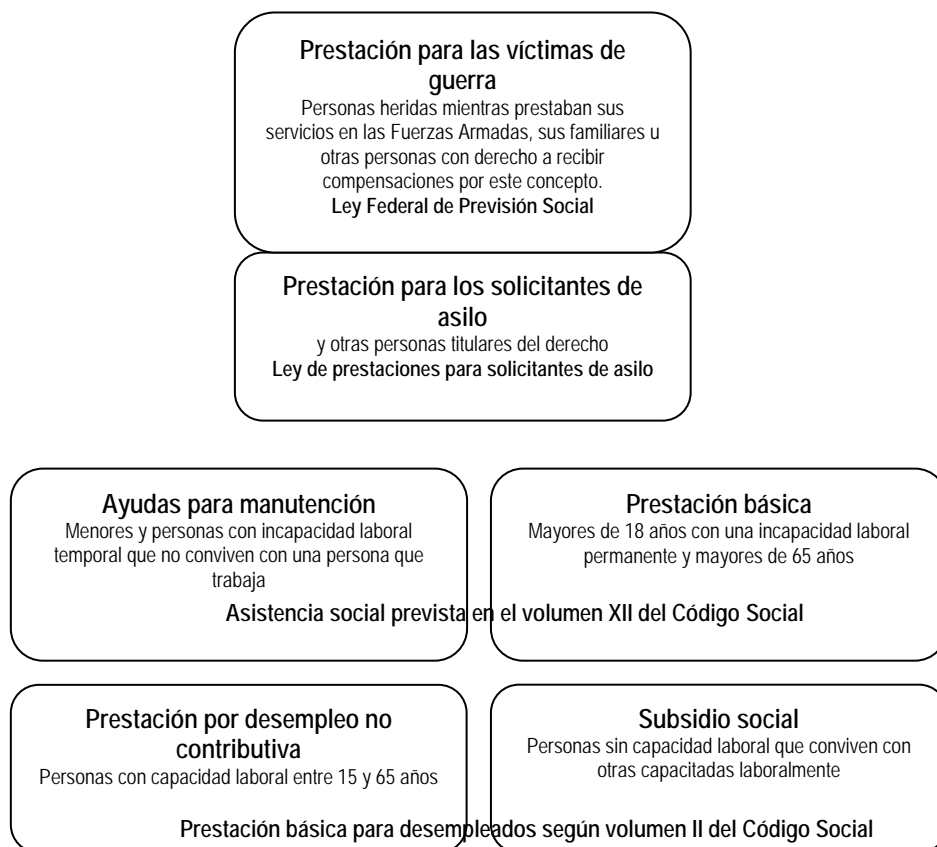 Prestación para las víctimas de
guerra
Personas heridas mientras prestaban sus
servicios en las Fuerzas Armadas, sus familiares u
otras personas con derecho a recibir
compensaciones por este concepto.
Ley Federal de Previsión Social
Prestación para los solicitantes de
asilo
y otras personas titulares del derecho
Ley de prestaciones para solicitantes de asilo
Ayudas para manutención
Menores y personas con incapacidad laboral
temporal que no conviven con una persona que
trabaja
Prestación básica
Mayores de 18 años con una incapacidad laboral
permanente y mayores de 65 años
Asistencia social prevista en el volumen XII del Código Social
Prestación por desempleo no
contributiva
Personas con capacidad laboral entre 15 y 65 años
Subsidio social
Personas sin capacidad laboral que conviven con
otras capacitadas laboralmente
Prestación básica para desempleados según volumen II del Código Social